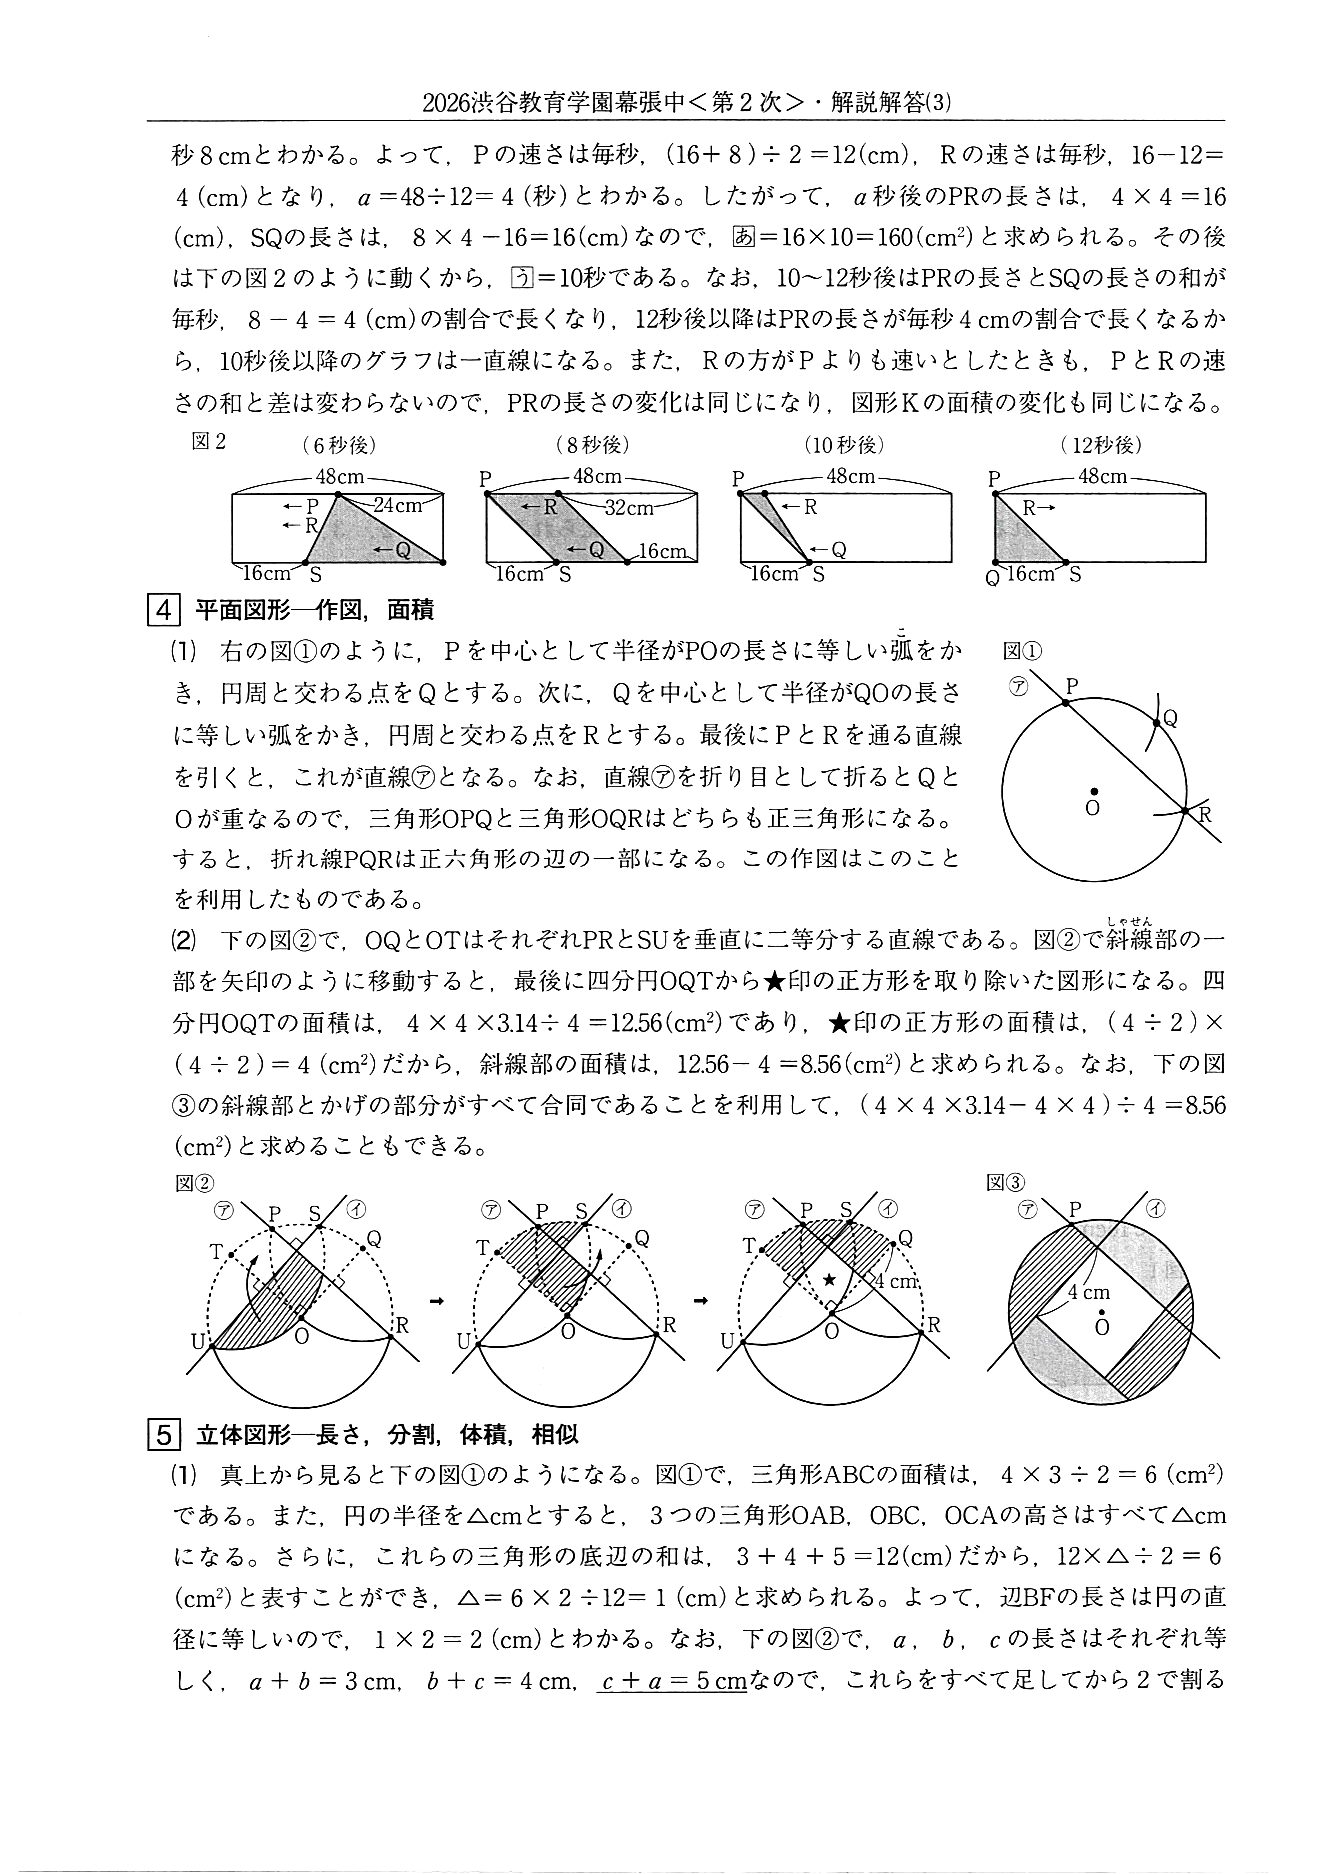 2026渋谷教育学園幕張中＜第２次＞・解説解答(3)
秒８cmとわかる。よって，Ｐの速さは毎秒，(16＋８)÷２＝12(cm)，Ｒの速さは毎秒，16－12＝
４(cm)となり，a＝48÷12＝４(秒)とわかる。したがって，a秒後のPRの長さは，４×４＝16
(cm)，SQの長さは，８×４－16＝16(cm)なので，あ＝16×10＝160(cm²)と求められる。その後
は下の図２のように動くから，う＝10秒である。なお，10～12秒後はPRの長さとSQの長さの和が
毎秒，８－４＝４(cm)の割合で長くなり，12秒後以降はPRの長さが毎秒４cmの割合で長くなるか
ら，10秒後以降のグラフは一直線になる。また，Ｒの方がＰよりも速いとしたときも，ＰとＲの速
さの和と差は変わらないので，PRの長さの変化は同じになり，図形Ｋの面積の変化も同じになる。
図２ (６秒後) (８秒後) (10秒後) (12秒後)
48cm P 48cm P 48cm P 48cm
←P 24cm ←R 32cm ←R R→
←R
←Q ←Q 16cm ←Q
16cm S 16cm S 16cm S Q 16cm S
4 平面図形―作図，面積
こ
(1) 右の図①のように，Ｐを中心として半径がPOの長さに等しい弧をか
き，円周と交わる点をＱとする。次に，Ｑを中心として半径がQOの長さ
に等しい弧をかき，円周と交わる点をＲとする。最後にＰとＲを通る直線
を引くと，これが直線㋐となる。なお，直線㋐を折り目として折るとＱと
Ｏが重なるので，三角形OPQと三角形OQRはどちらも正三角形になる。
すると，折れ線PQRは正六角形の辺の一部になる。この作図はこのこと
を利用したものである。
図①
㋐ P
Q
O
R
しゃせん
(2) 下の図②で，OQとOTはそれぞれPRとSUを垂直に二等分する直線である。図②で斜線部の一
部を矢印のように移動すると，最後に四分円OQTから★印の正方形を取り除いた図形になる。四
分円OQTの面積は，４×４×3.14÷４＝12.56(cm²)であり，★印の正方形の面積は，(４÷２)×
(４÷２)＝４(cm²)だから，斜線部の面積は，12.56－４＝8.56(cm²)と求められる。なお，下の図
③の斜線部とかげの部分がすべて合同であることを利用して，(４×４×3.14－４×４)÷４＝8.56
(cm²)と求めることもできる。
図② 図③
㋐ P S ㋑ ㋐ P S ㋑ ㋐ P S ㋑ ㋐ P ㋑
T Q T Q T Q
→ → ★ 4cm 4cm
U O R U O R U O R O
5 立体図形―長さ，分割，体積，相似
(1) 真上から見ると下の図①のようになる。図①で，三角形ABCの面積は，４×３÷２＝６(cm²)
である。また，円の半径を△cmとすると，３つの三角形OAB，OBC，OCAの高さはすべて△cm
になる。さらに，これらの三角形の底辺の和は，３＋４＋５＝12(cm)だから，12×△÷２＝６
(cm²)と表すことができ，△＝６×２÷12＝１(cm)と求められる。よって，辺BFの長さは円の直
径に等しいので，１×２＝２(cm)とわかる。なお，下の図②で，a，b，cの長さはそれぞれ等
しく，a＋b＝３cm，b＋c＝４cm，c＋a＝５cmなので，これらをすべて足してから２で割る